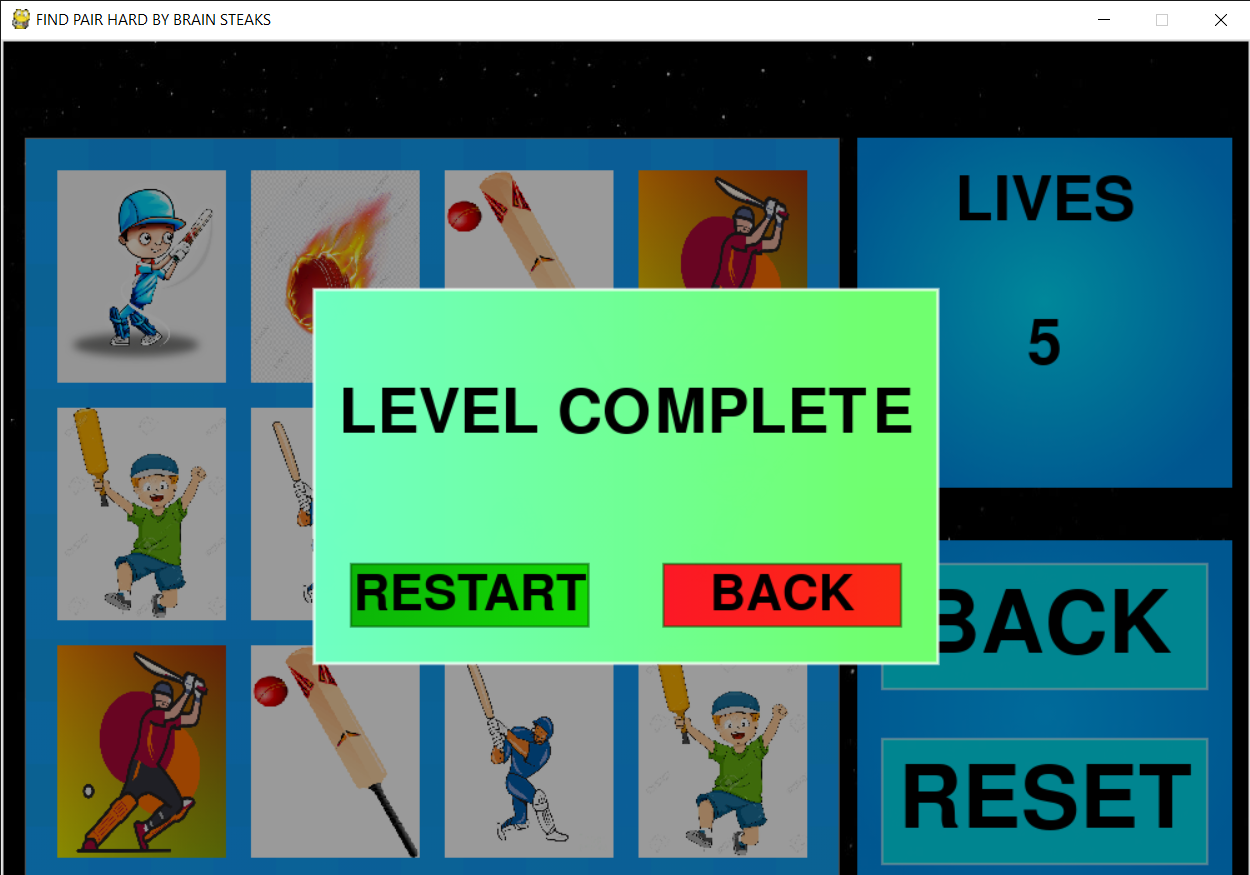 FIND PAIR HARD BY BRAIN STEAKS
LIVES
5
LEVEL COMPLETE
RESTART
BACK
BACK
RESET